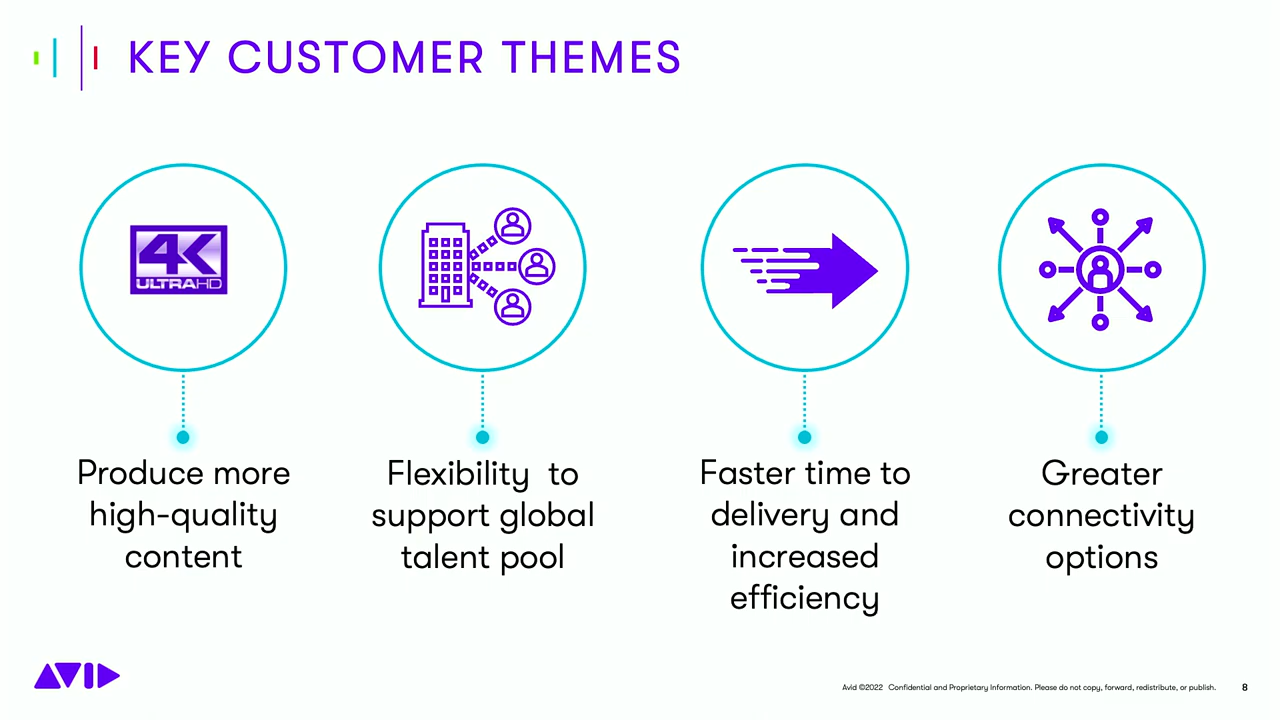 KEY CUSTOMER THEMES
4K
ULTRAHD
Produce more
high-quality
content
Flexibility to
support global
talent pool
Faster time to
delivery and
increased
efficiency
Greater
connectivity
options
AVID
Avid ©2022 Confidential and Proprietary Information. Please do not copy, forward, redistribute, or publish.
8